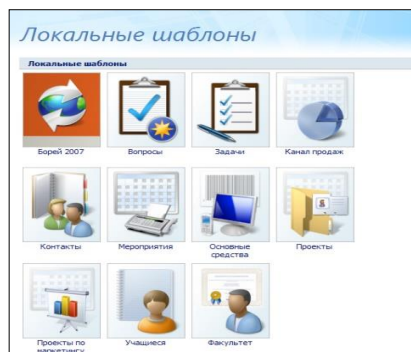 Локальные шаблоны
Локальные шаблоны
Борей 2007
Вопросы
Задачи
Канал продаж
Контакты
Мероприятия
Основные
средства
Проекты
Проекты по
маркетингу
Учащиеся
Факультет